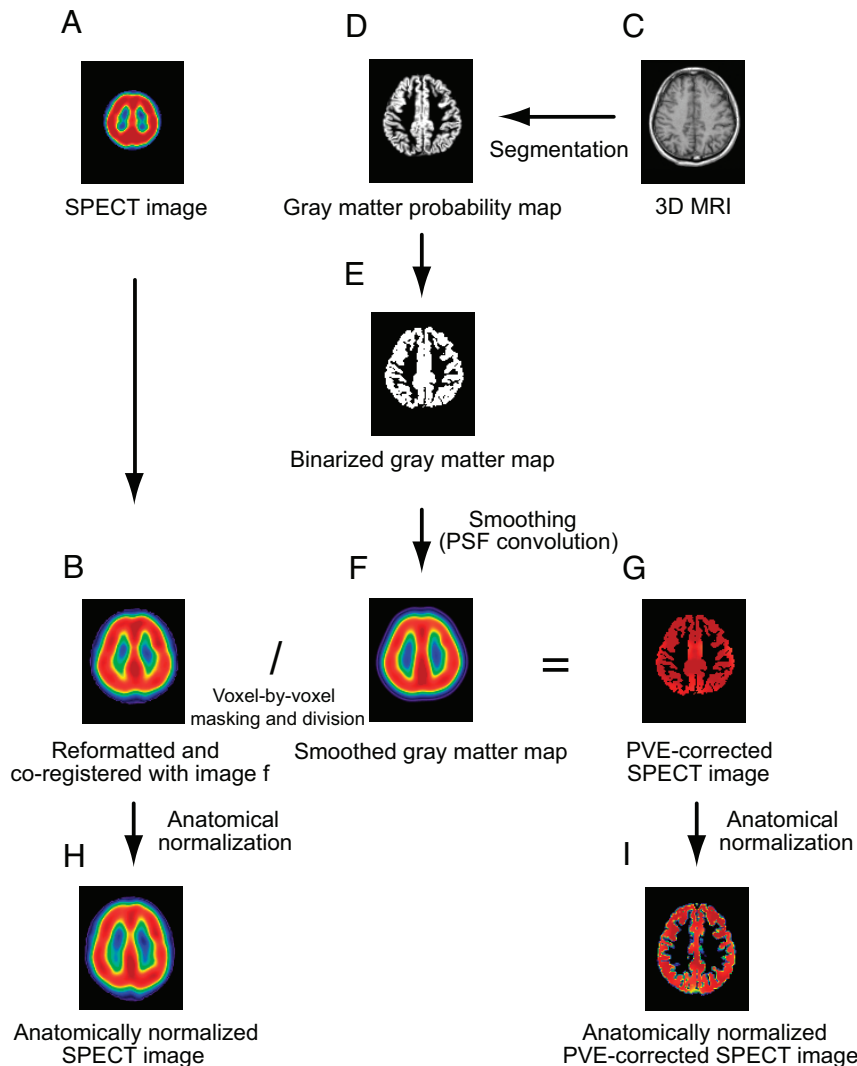 A
D
C
SPECT image
Gray matter probability map
Segmentation
3D MRI
E
Binarized gray matter map
Smoothing
(PSF convolution)
B
F
G
/
Voxel-by-voxel
masking and division
=
Reformatted and
co-registered with image f
Smoothed gray matter map
PVE-corrected
SPECT image
Anatomical
normalization
Anatomical
normalization
H
I
Anatomically normalized
SPECT image
Anatomically normalized
PVE-corrected SPECT image